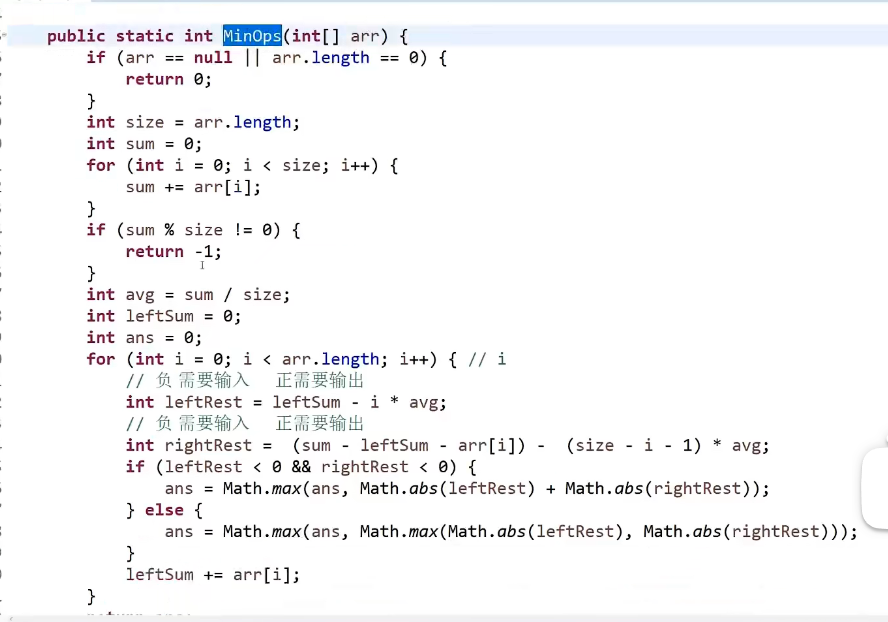 public static int MinOps(int[] arr) {
if (arr == null || arr.length == 0) {
return 0;
}
int size = arr.length;
int sum = 0;
for (int i = 0; i < size; i++) {
sum += arr[i];
}
if (sum % size != 0) {
return -1;
}
int avg = sum / size;
int leftSum = 0;
int ans = 0;
for (int i = 0; i < arr.length; i++) { // i
// 负 需要输入 正需要输出
int leftRest = leftSum - i * avg;
// 负 需要输入 正需要输出
int rightRest = (sum - leftSum - arr[i]) - (size - i - 1) * avg;
if (leftRest < 0 && rightRest < 0) {
ans = Math.max(ans, Math.abs(leftRest) + Math.abs(rightRest));
} else {
ans = Math.max(ans, Math.max(Math.abs(leftRest), Math.abs(rightRest)));
}
leftSum += arr[i];
}